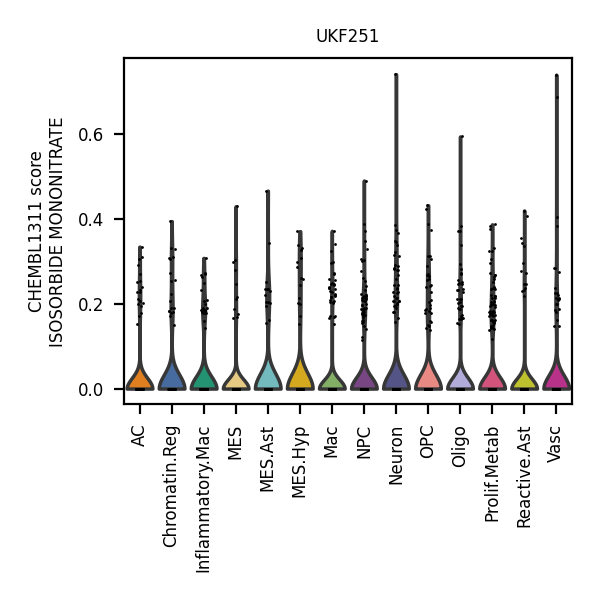 UKF251
CHEMBL1311 score
ISOSORBIDE MONONITRATE
0.6
0.4
0.2
0.0
AC
Chromatin.Reg
Inflammatory.Mac
MES
MES.Ast
MES.Hyp
Mac
NPC
Neuron
OPC
Oligo
Prolif.Metab
Reactive.Ast
Vasc